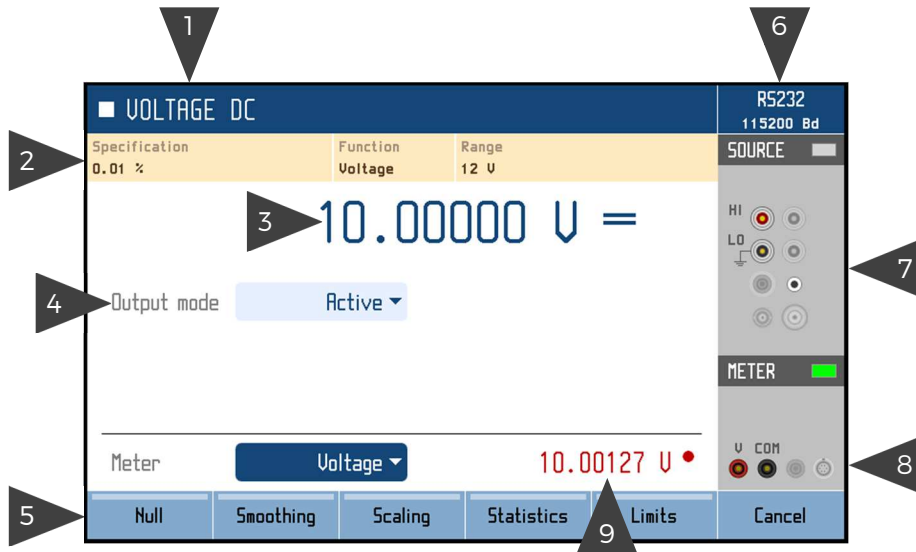 1
6
VOLTAGE DC
RS232
115200 Bd
2
Specification
0.01 %
Function
Voltage
Range
12 V
SOURCE
3
10.00000 V =
HI
LO
7
4
Output mode
Active
METER
Meter
Voltage
10.00127 V
V COM
8
5
Null
Smoothing
Scaling
Statistics
9
Limits
Cancel